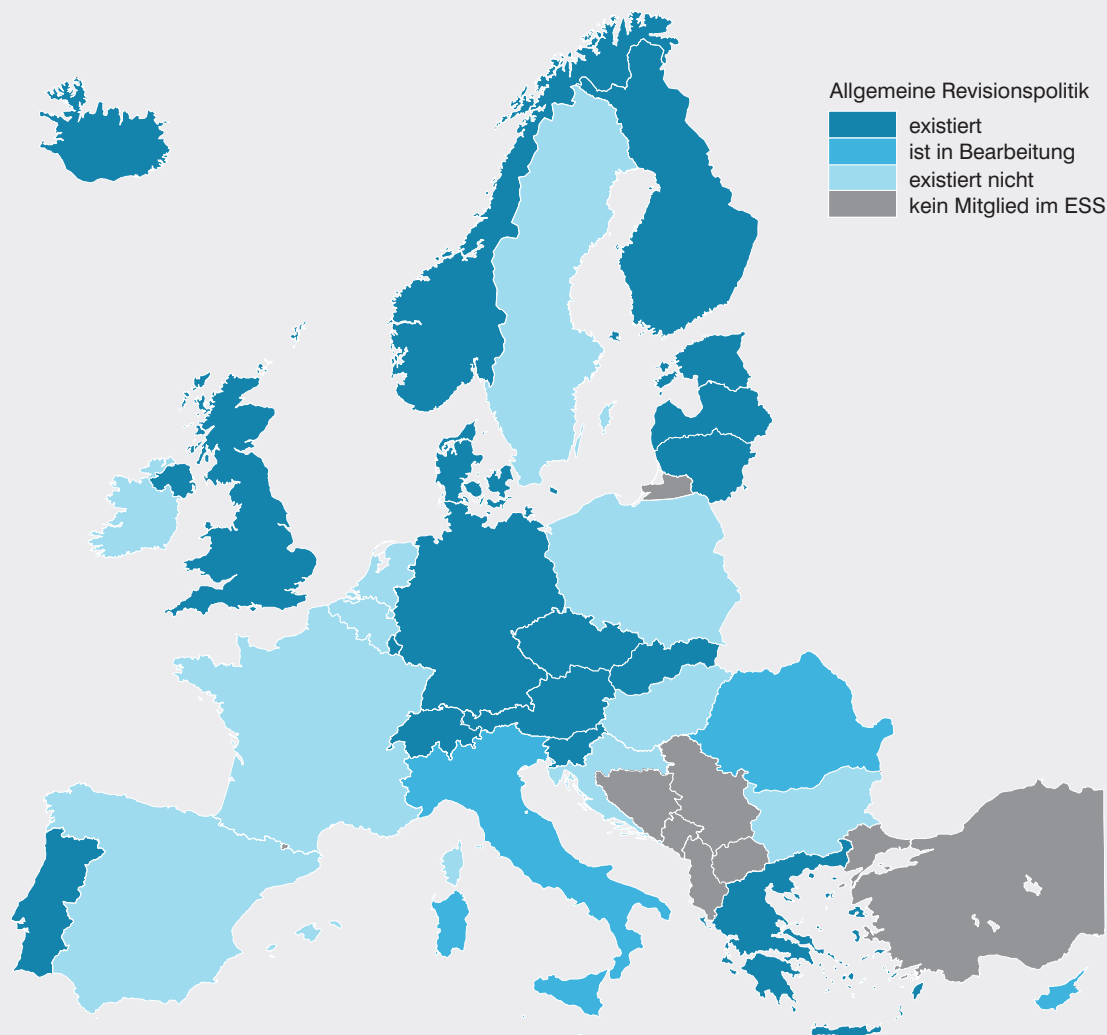 Allgemeine Revisionspolitik
existiert
ist in Bearbeitung
existiert nicht
kein Mitglied im ESS